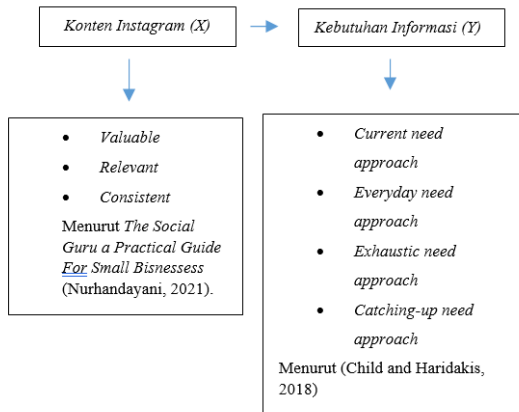 Konten Instagram (X)
Kebutuhan Informasi (Y)
• Valuable
• Relevant
• Consistent
Menurut The Social
Guru a Practical Guide
For Small Bisnessess
(Nurhandayani, 2021).
• Current need
approach
• Everyday need
approach
• Exhaustic need
approach
• Catching-up need
approach
Menurut (Child and Haridakis,
2018)